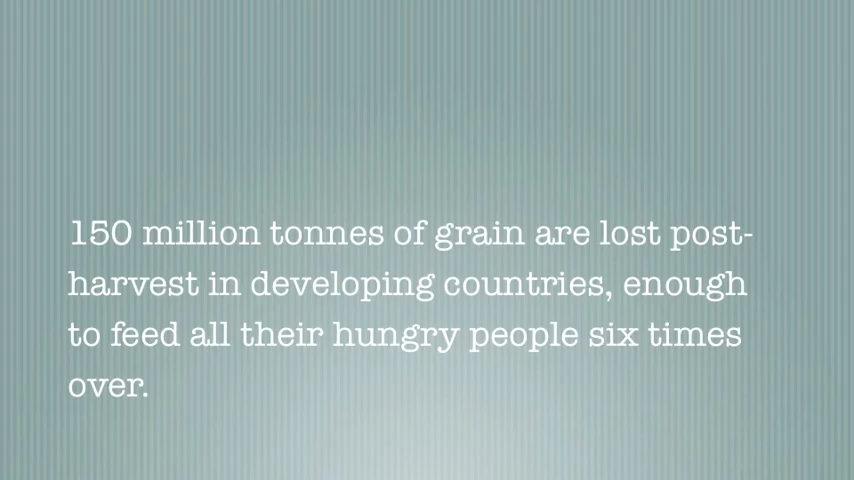 150 million tonnes of grain are lost post-
harvest in developing countries, enough
to feed all their hungry people six times
over.